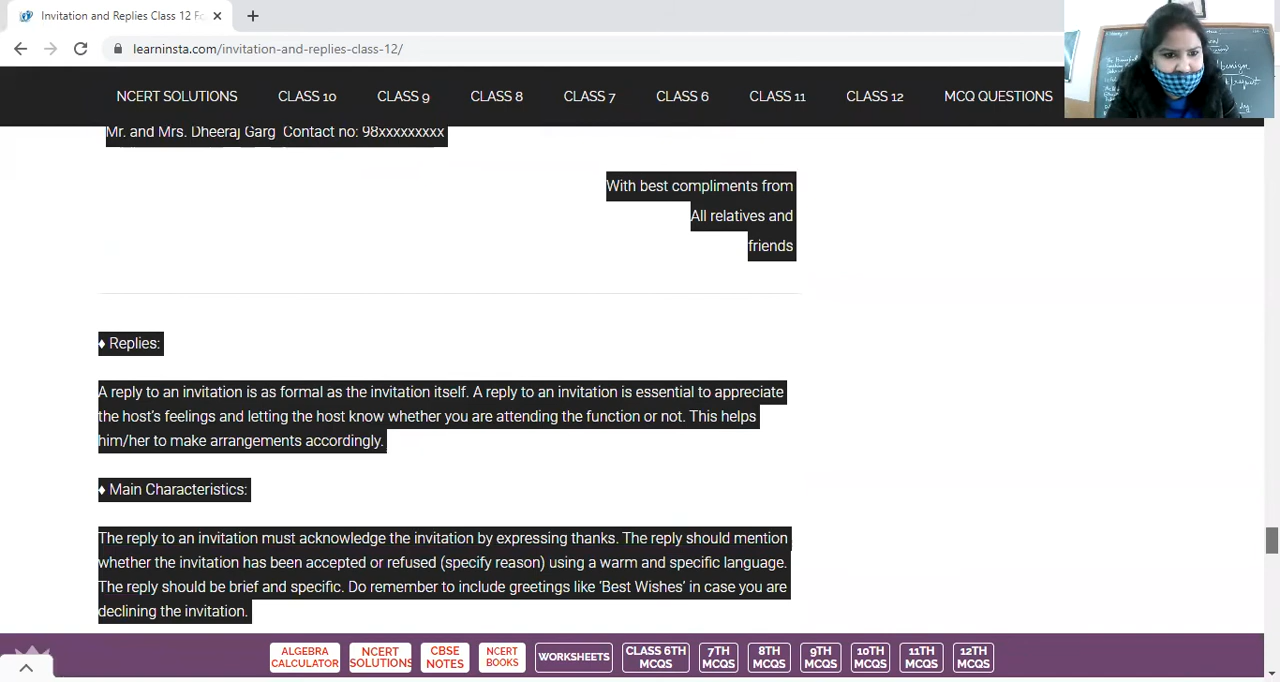 Invitation and Replies Class 12 Fo
learninsta.com/invitation-and-replies-class-12/
NCERT SOLUTIONS CLASS 10 CLASS 9 CLASS 8 CLASS 7 CLASS 6 CLASS 11 CLASS 12 MCQ QUESTIONS
Mr. and Mrs. Dheeraj Garg Contact no: 98xxxxxxxxx
With best compliments from
All relatives and
friends
♦ Replies:
A reply to an invitation is as formal as the invitation itself. A reply to an invitation is essential to appreciate
the host's feelings and letting the host know whether you are attending the function or not. This helps
him/her to make arrangements accordingly.
♦ Main Characteristics:
The reply to an invitation must acknowledge the invitation by expressing thanks. The reply should mention
whether the invitation has been accepted or refused (specify reason) using a warm and specific language.
The reply should be brief and specific. Do remember to include greetings like ‘Best Wishes’ in case you are
declining the invitation.
ALGEBRA CALCULATOR
NCERT SOLUTIONS
CBSE NOTES
NCERT BOOKS
WORKSHEETS
CLASS 6TH MCQS
7TH MCQS
8TH MCQS
9TH MCQS
10TH MCQS
11TH MCQS
12TH MCQS
benign